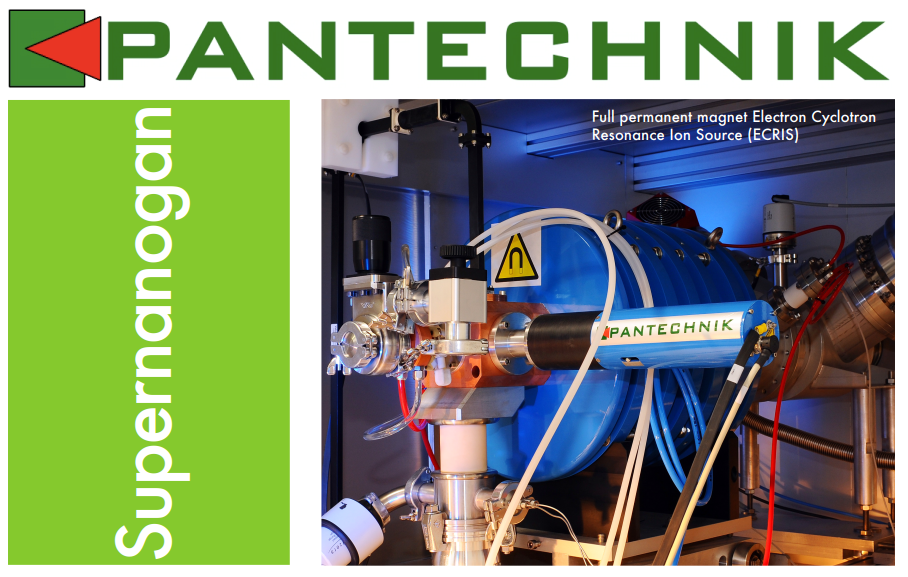 PANTECHNIK
Supernanogan
Full permanent magnet Electron Cyclotron
Resonance Ion Source (ECRIS)
PANTECHNIK